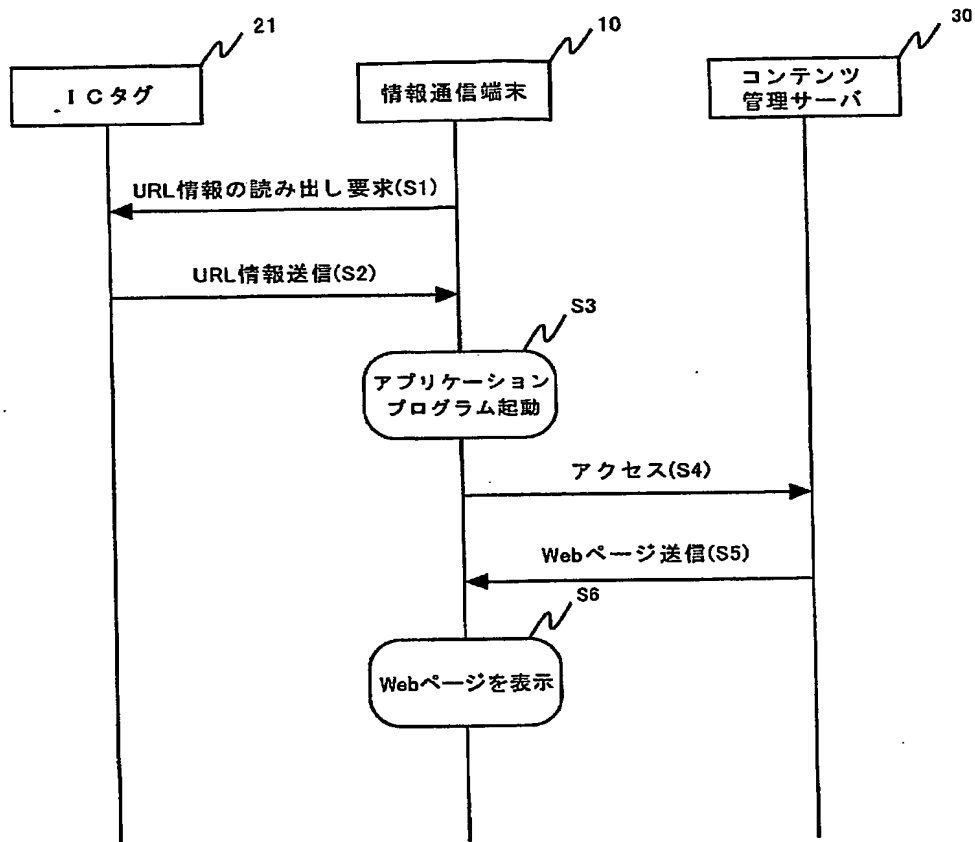 21
10
30
ICタグ
情報通信端末
コンテンツ
管理サーバ
URL情報の読み出し要求(S1)
URL情報送信(S2)
S3
アプリケーション
プログラム起動
アクセス(S4)
Webページ送信(S5)
S6
Webページを表示